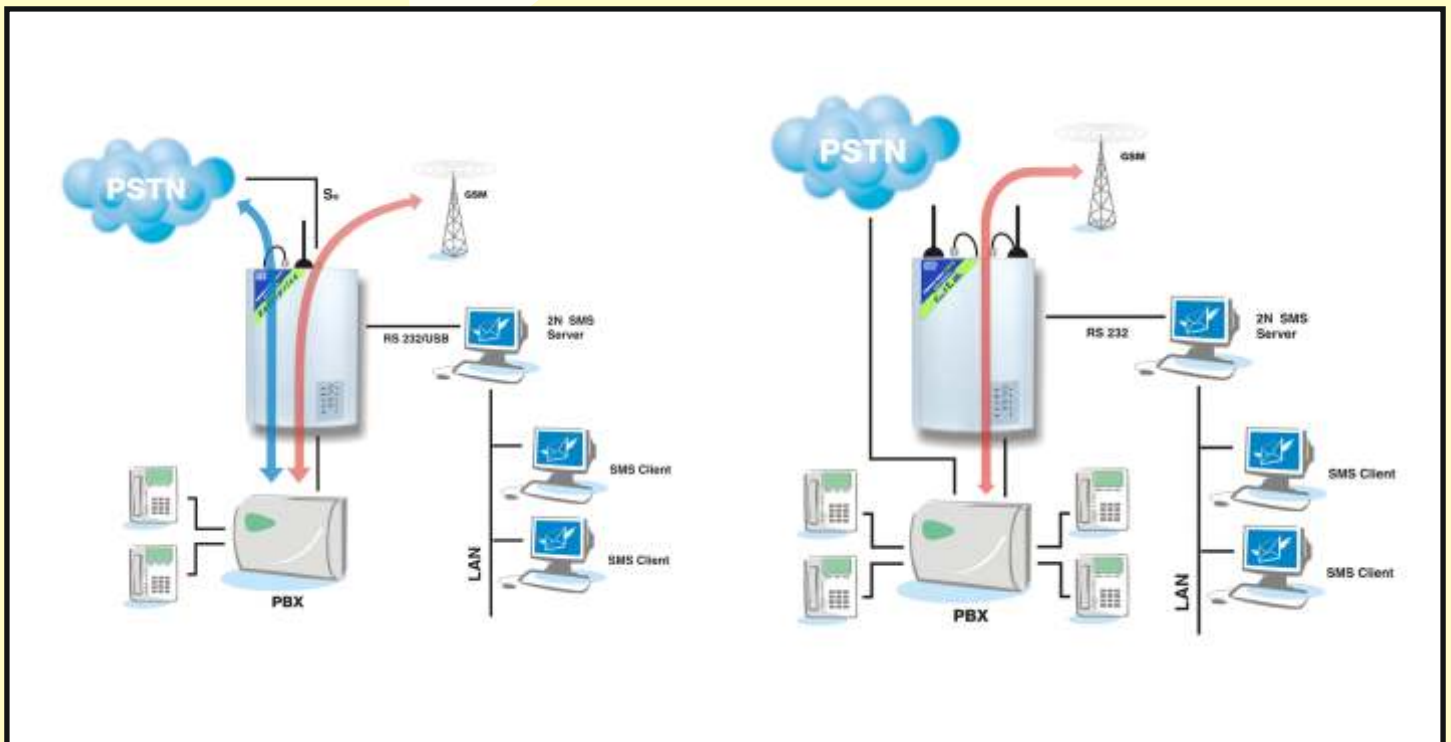 PSTN
S₀
GSM
RS 232/USB
2N SMS
Server
SMS Client
SMS Client
LAN
PBX
PSTN
GSM
RS 232
2N SMS
Server
SMS Client
SMS Client
LAN
PBX